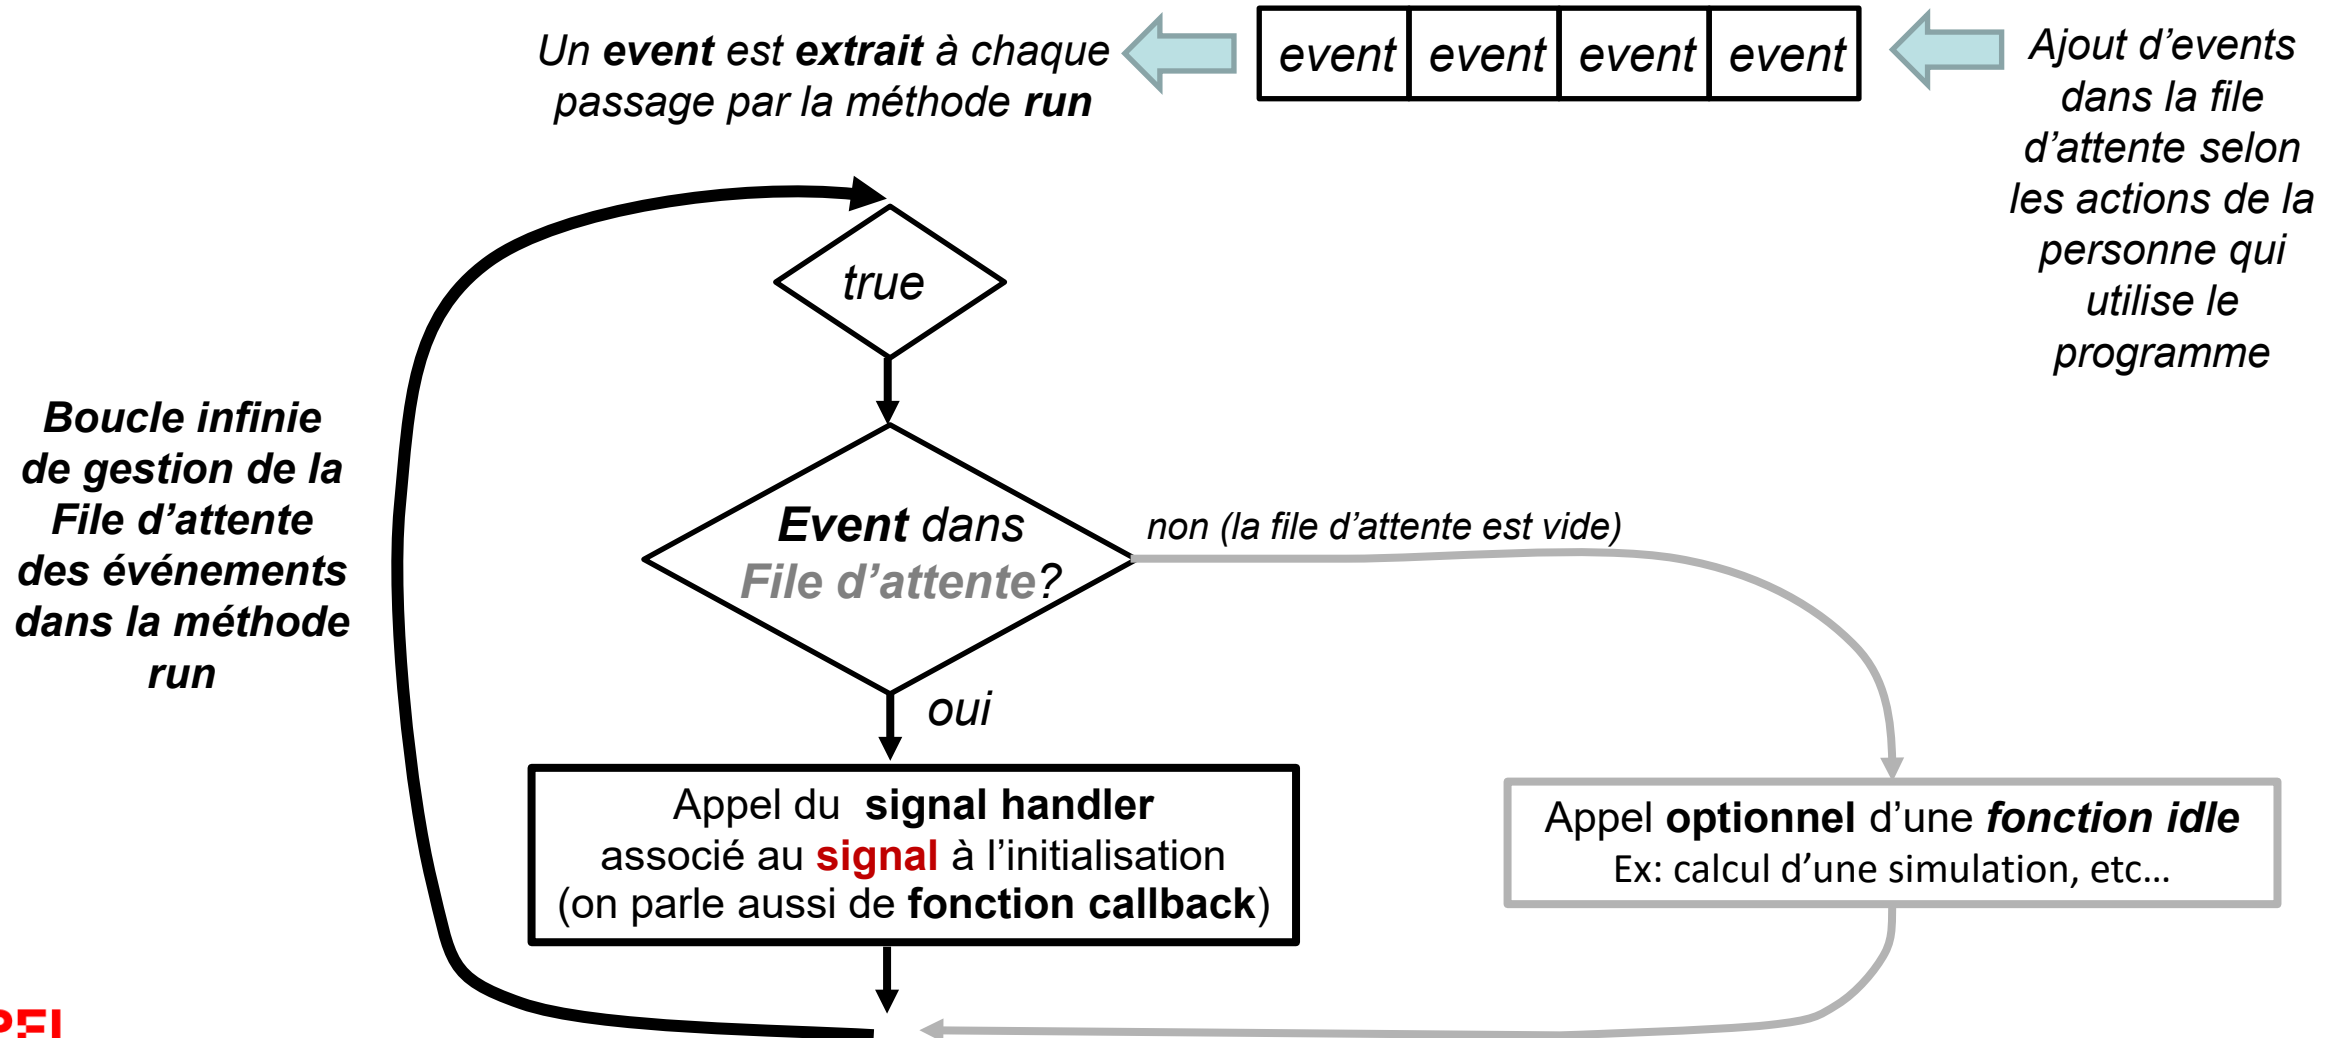 Un event est extrait à chaque
passage par la méthode run
event event event event
Ajout d’events
dans la file
d’attente selon
les actions de la
personne qui
utilise le
programme
true
Boucle infinie
de gestion de la
File d’attente
des événements
dans la méthode
run
Event dans
File d’attente?
non (la file d’attente est vide)
oui
Appel du signal handler
associé au signal à l’initialisation
(on parle aussi de fonction callback)
Appel optionnel d’une fonction idle
Ex: calcul d’une simulation, etc…